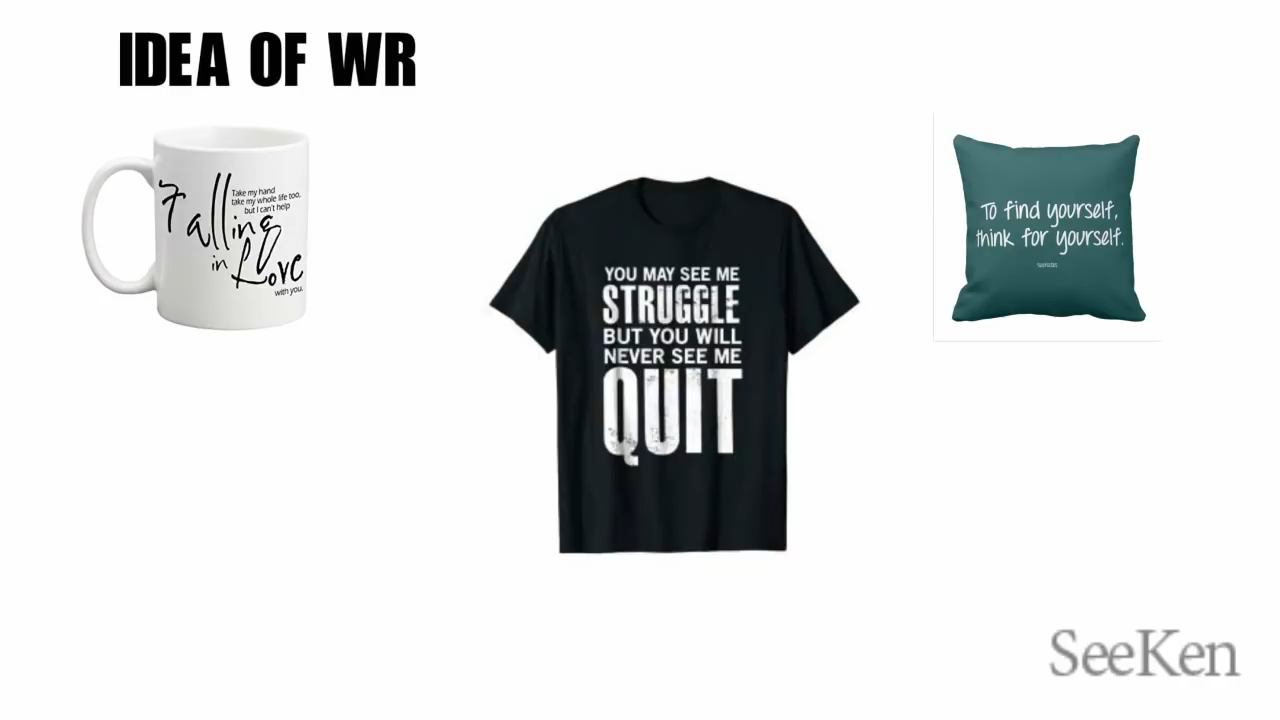 IDEA OF WR
Take my hand
take my whole life too,
but I can't help
Falling
in Love
with you.
YOU MAY SEE ME
STRUGGLE
BUT YOU WILL
NEVER SEE ME
QUIT
To find yourself,
think for yourself.
SeeKen